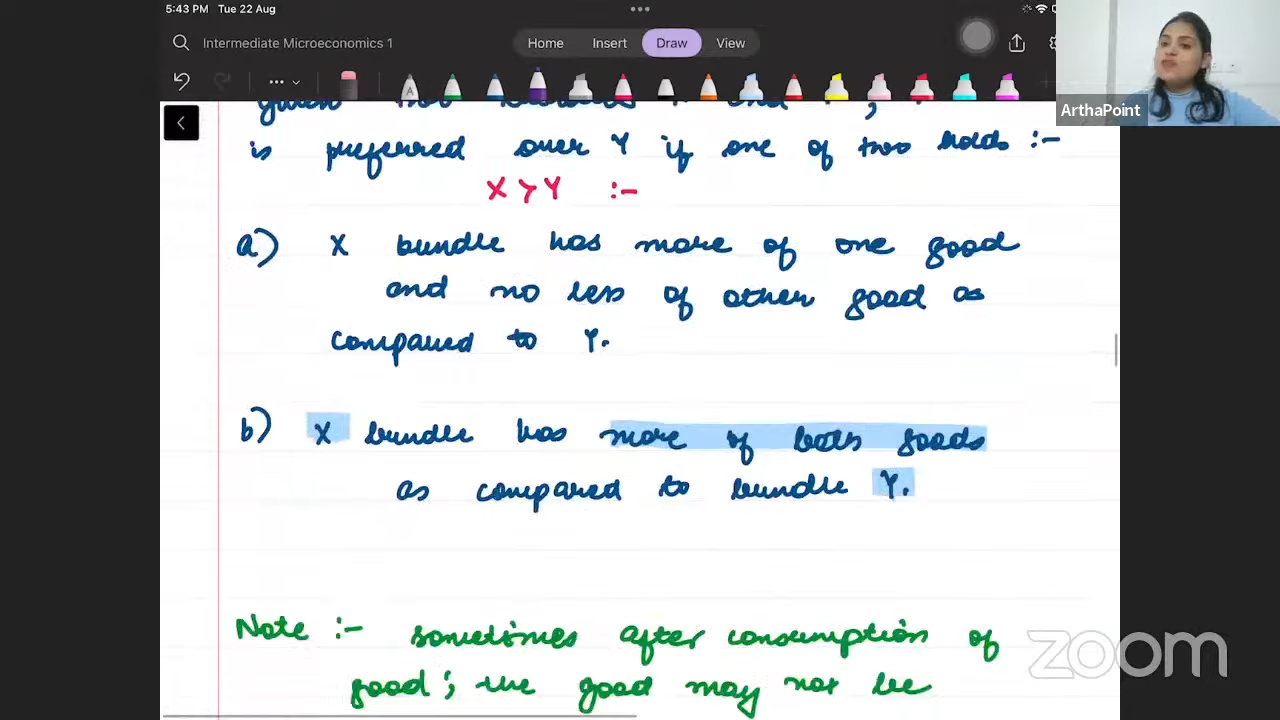 5:43 PM Tue 22 Aug
Intermediate Microeconomics 1
Home Insert Draw View
ArthaPoint
is preferred over Y if one of two holds :-
X > Y :-
a) X bundle has more of one good
and no less of other good as
compared to Y.
b) X bundle has more of both goods
as compared to bundle Y.
Note :- sometimes after consumption of
good; the good may not be
zoom